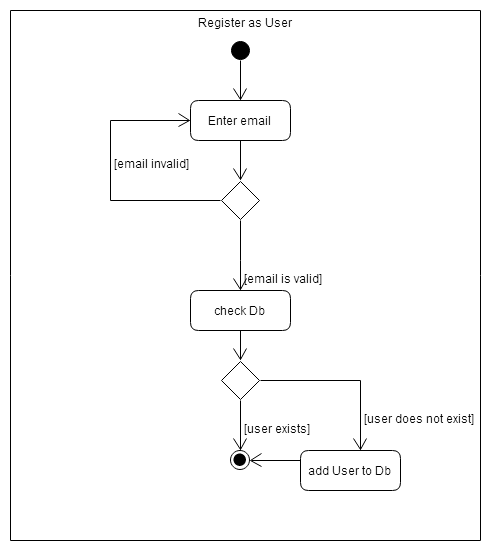 Register as User
Enter email
[email invalid]
[email is valid]
check Db
[user does not exist]
[user exists]
add User to Db